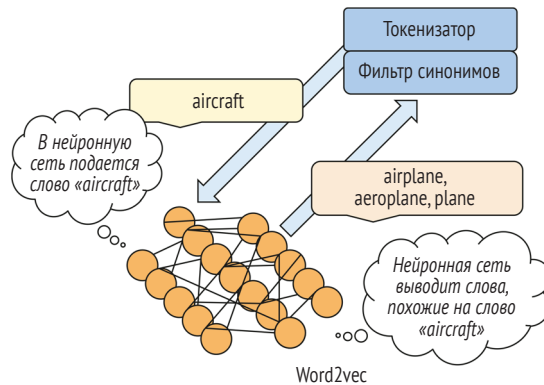 Токенизатор
Фильтр синонимов
aircraft
В нейронную
сеть подается
слово «aircraft»
airplane,
aeroplane, plane
Нейронная сеть
выводит слова,
похожие на слово
«aircraft»
Word2vec